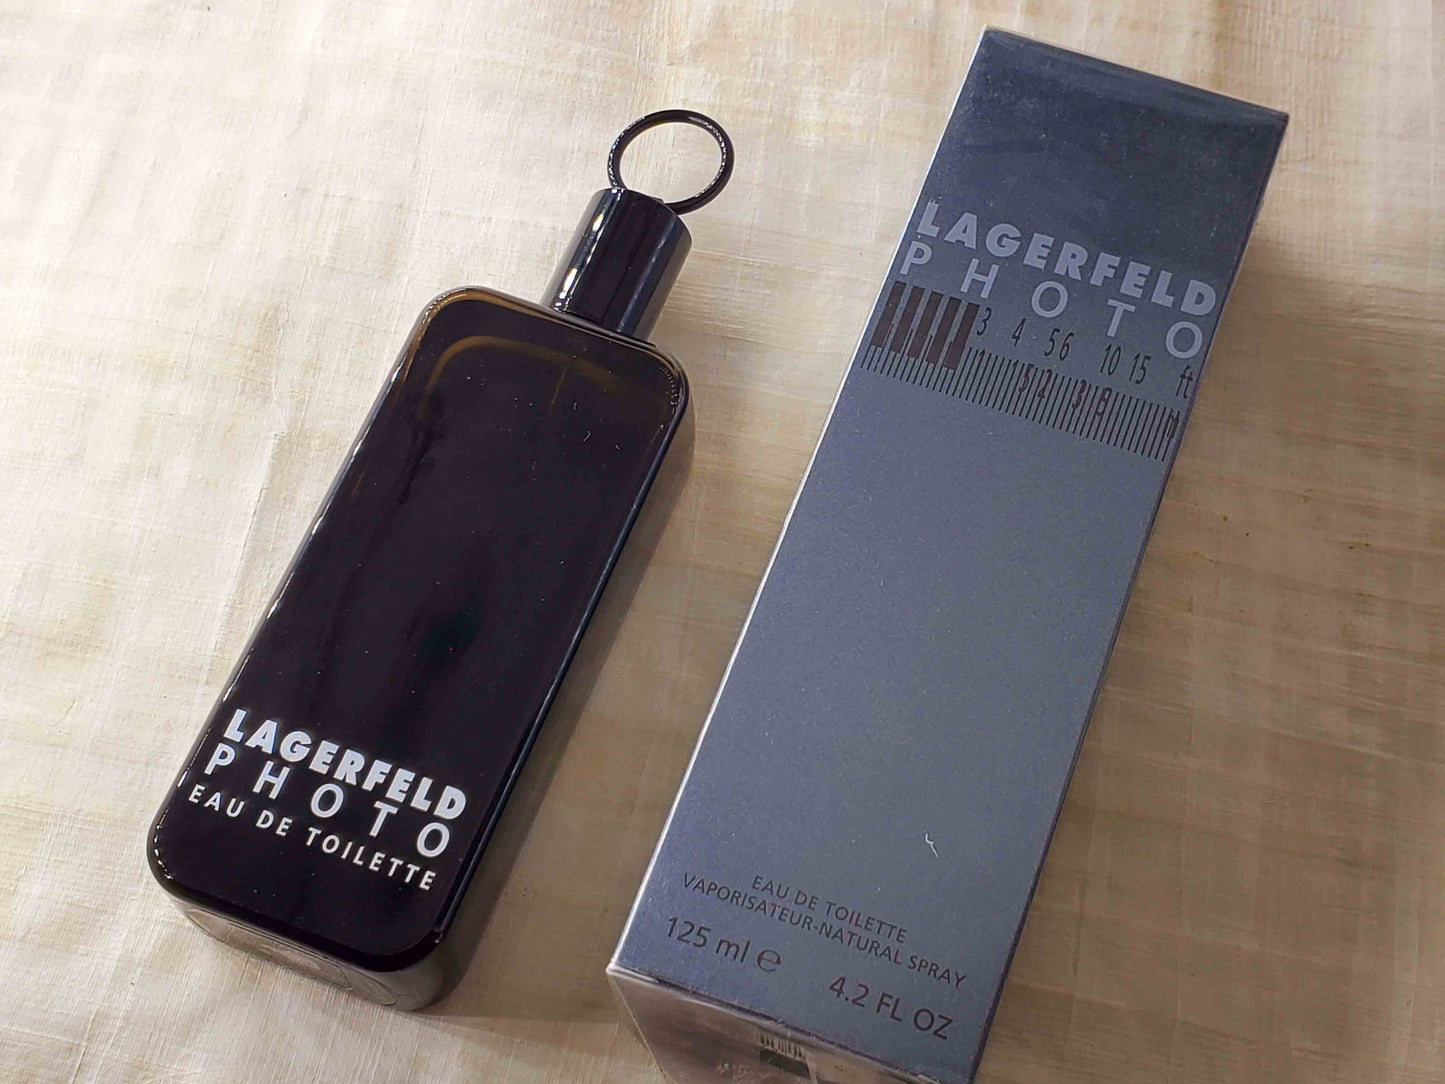 LAGERFELD
PHOTO
EAU DE TOILETTE
LAGERFELD
PHOTO
3 4 56 10 15 ft
EAU DE TOILETTE
VAPORISATEUR-NATURAL SPRAY
125 ml ℮
4.2 FL OZ